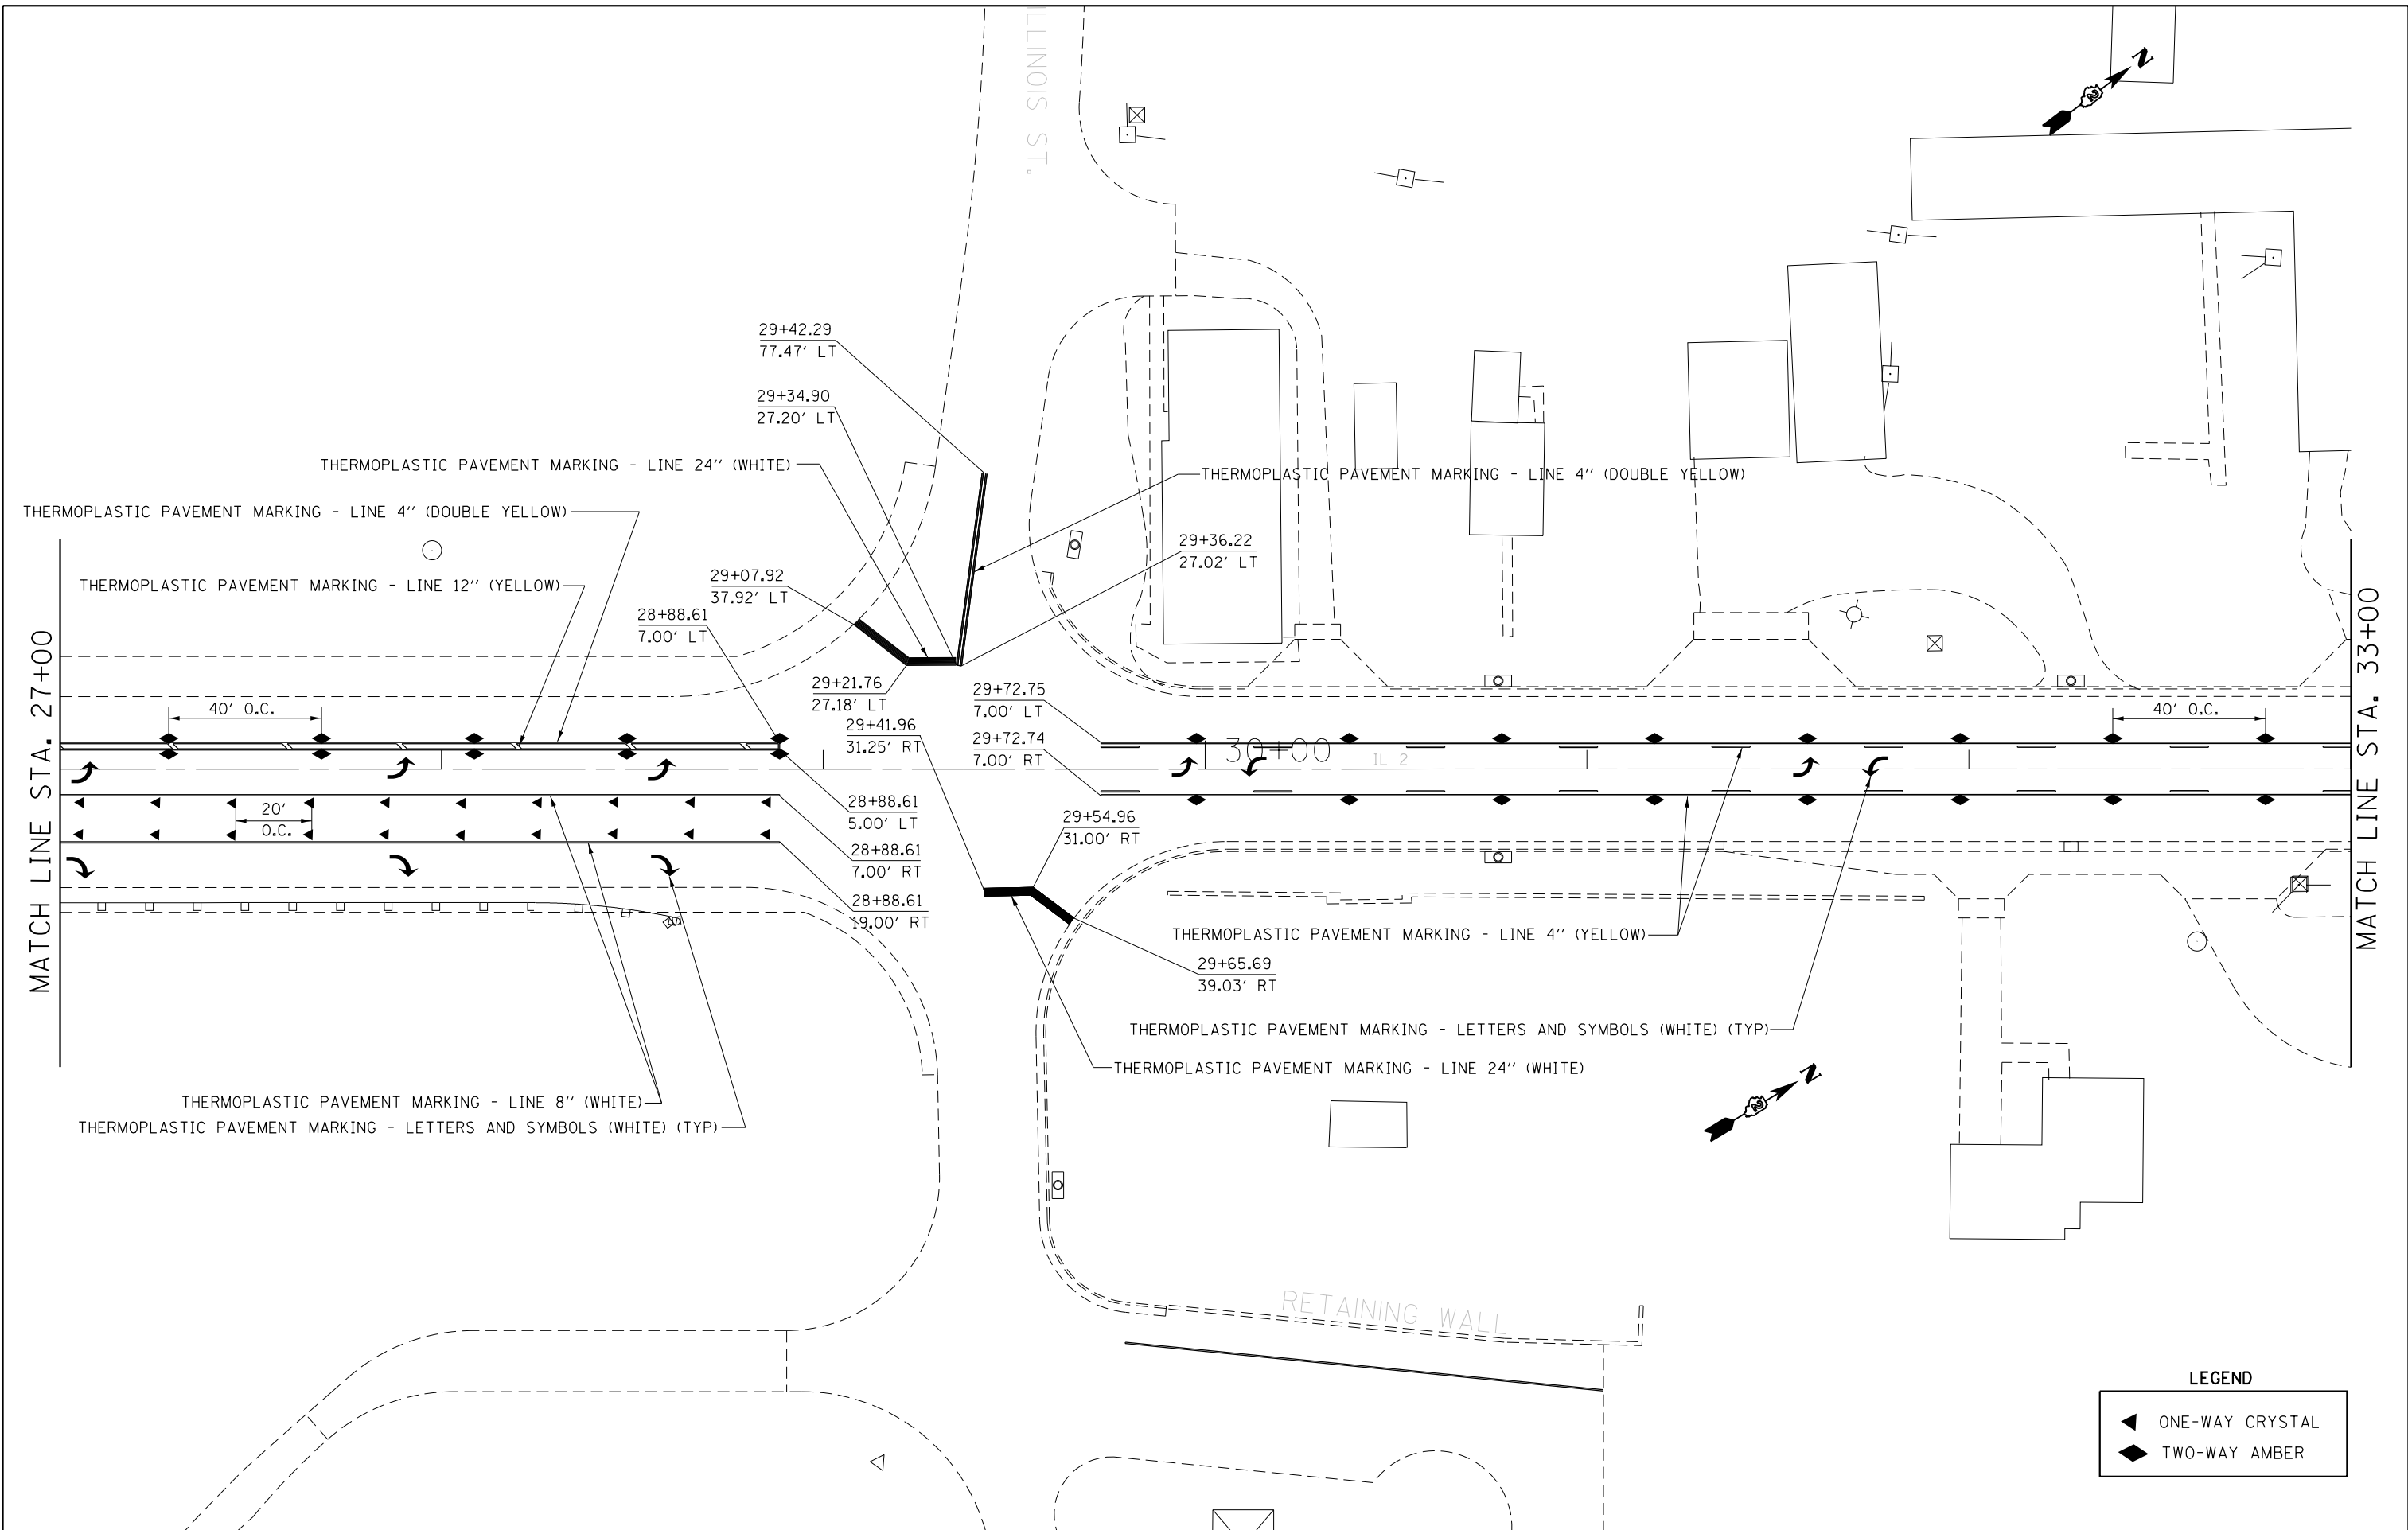 ILLINOIS ST.
N
2
29+42.29
77.47' LT
29+34.90
27.20' LT
THERMOPLASTIC PAVEMENT MARKING - LINE 24'' (WHITE)
THERMOPLASTIC PAVEMENT MARKING - LINE 4'' (DOUBLE YELLOW)
THERMOPLASTIC PAVEMENT MARKING - LINE 4'' (DOUBLE YELLOW)
29+36.22
27.02' LT
THERMOPLASTIC PAVEMENT MARKING - LINE 12'' (YELLOW)
29+07.92
37.92' LT
28+88.61
7.00' LT
MATCH LINE STA. 27+00
MATCH LINE STA. 33+00
29+21.76
27.18' LT
29+41.96
31.25' RT
29+72.75
7.00' LT
29+72.74
7.00' RT
40' O.C.
40' O.C.
30+00
IL 2
20'
O.C.
28+88.61
5.00' LT
28+88.61
7.00' RT
28+88.61
19.00' RT
29+54.96
31.00' RT
THERMOPLASTIC PAVEMENT MARKING - LINE 4'' (YELLOW)
29+65.69
39.03' RT
THERMOPLASTIC PAVEMENT MARKING - LETTERS AND SYMBOLS (WHITE) (TYP)
THERMOPLASTIC PAVEMENT MARKING - LINE 24'' (WHITE)
THERMOPLASTIC PAVEMENT MARKING - LINE 8'' (WHITE)
THERMOPLASTIC PAVEMENT MARKING - LETTERS AND SYMBOLS (WHITE) (TYP)
N
2
RETAINING WALL
LEGEND
ONE-WAY CRYSTAL
TWO-WAY AMBER